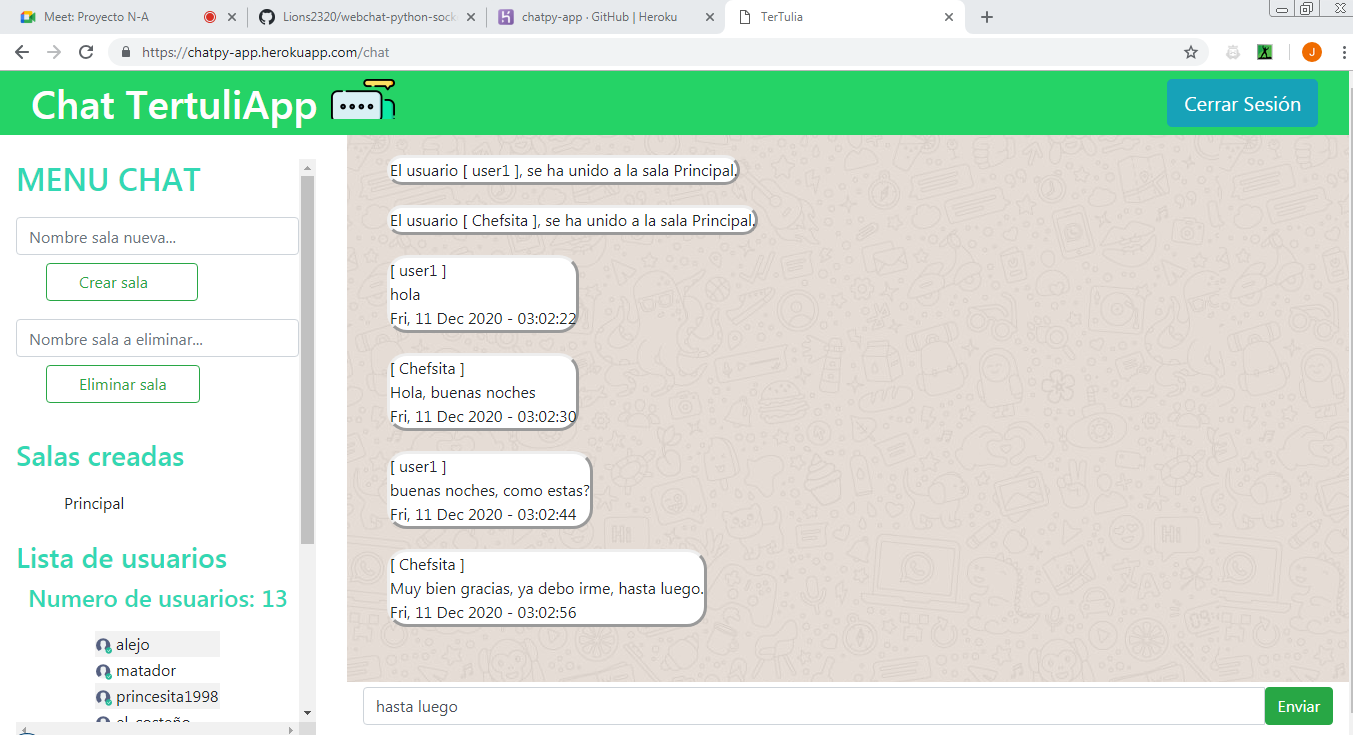 Meet: Proyecto N-A
Lions2320/webchat-python-sock
chatpy-app · GitHub | Heroku
TerTulia
https://chatpy-app.herokuapp.com/chat
J
Chat TertuliApp
Cerrar Sesión
MENU CHAT
Nombre sala nueva...
Crear sala
Nombre sala a eliminar...
Eliminar sala
Salas creadas
Principal
Lista de usuarios
Numero de usuarios: 13
alejo
matador
princesita1998
el_costeño
El usuario [ user1 ], se ha unido a la sala Principal.
El usuario [ Chefsita ], se ha unido a la sala Principal.
[ user1 ]
hola
Fri, 11 Dec 2020 - 03:02:22
[ Chefsita ]
Hola, buenas noches
Fri, 11 Dec 2020 - 03:02:30
[ user1 ]
buenas noches, como estas?
Fri, 11 Dec 2020 - 03:02:44
[ Chefsita ]
Muy bien gracias, ya debo irme, hasta luego.
Fri, 11 Dec 2020 - 03:02:56
hasta luego
Enviar